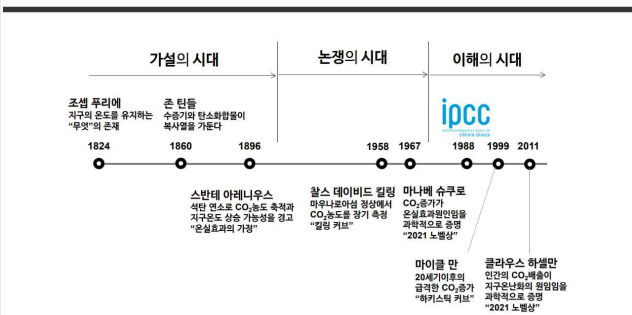 가설의 시대
논쟁의 시대
이해의 시대
조셉 푸리에
지구의 온도를 유지하는
“무엇”의 존재
존 틴들
수증기와 탄소화합물이
복사열을 가둔다
ipcc
climate change
1824
1860
1896
1958
1967
1988
1999
2011
스반테 아레니우스
석탄 연소로 CO₂농도 축적과
지구온도 상승 가능성을 경고
“온실효과의 가정”
찰스 데이비드 킬링
마우나로아섬 정상에서
CO₂농도를 장기 측정
“킬링 커브”
마나베 슈쿠로
CO₂증가가
온실효과원인임을
과학적으로 증명
“2021 노벨상”
마이클 만
20세기이후의
급격한 CO₂증가
“하키스틱 커브”
클라우스 하셀만
인간의 CO₂배출이
지구온난화의 원임임을
과학적으로 증명
“2021 노벨상”